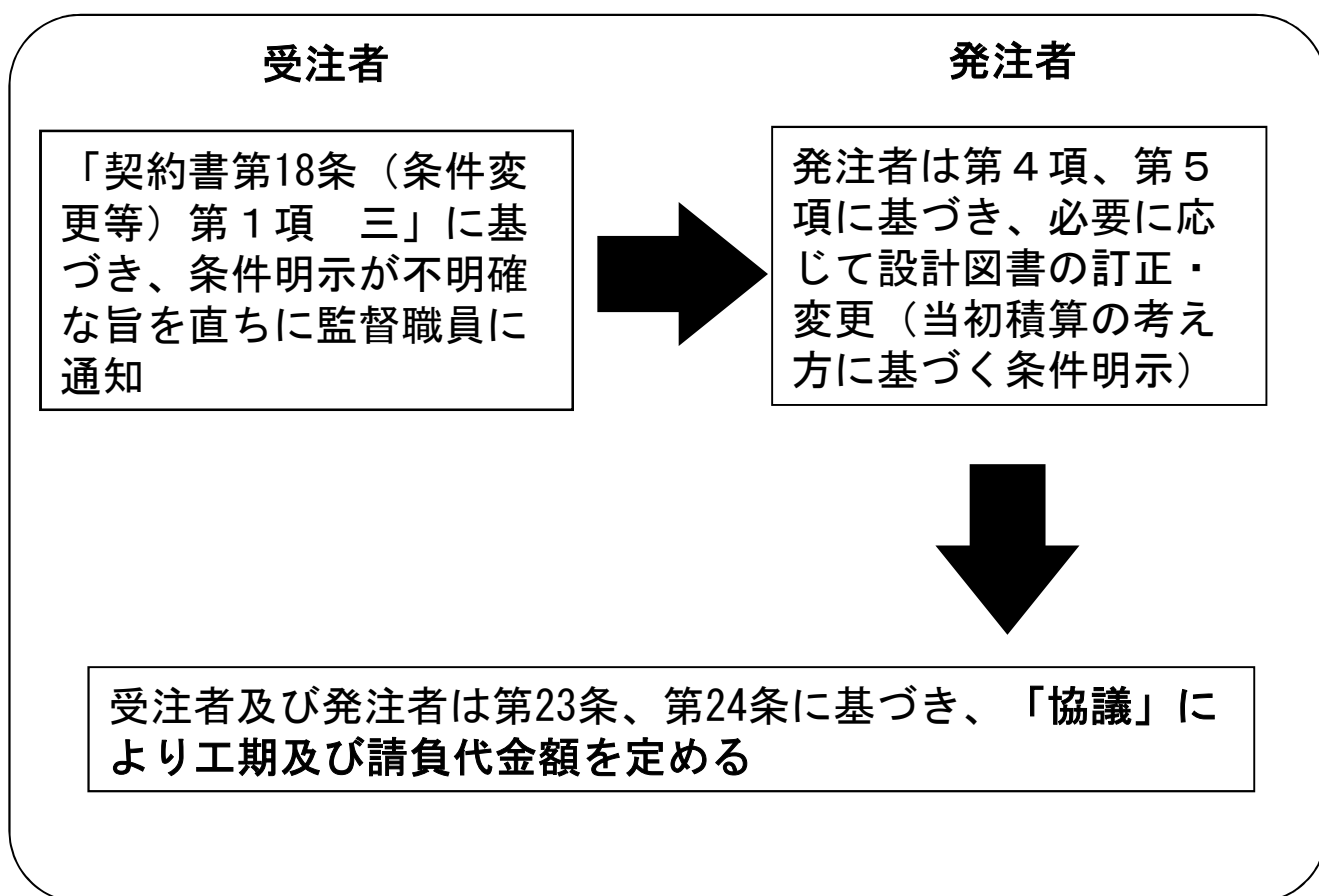 受注者
発注者
「契約書第18条（条件変
更等）第１項　三」に基
づき、条件明示が不明確
な旨を直ちに監督職員に
通知
発注者は第４項、第５
項に基づき、必要に応
じて設計図書の訂正・
変更（当初積算の考え
方に基づく条件明示）
受注者及び発注者は第23条、第24条に基づき、「協議」に
より工期及び請負代金額を定める